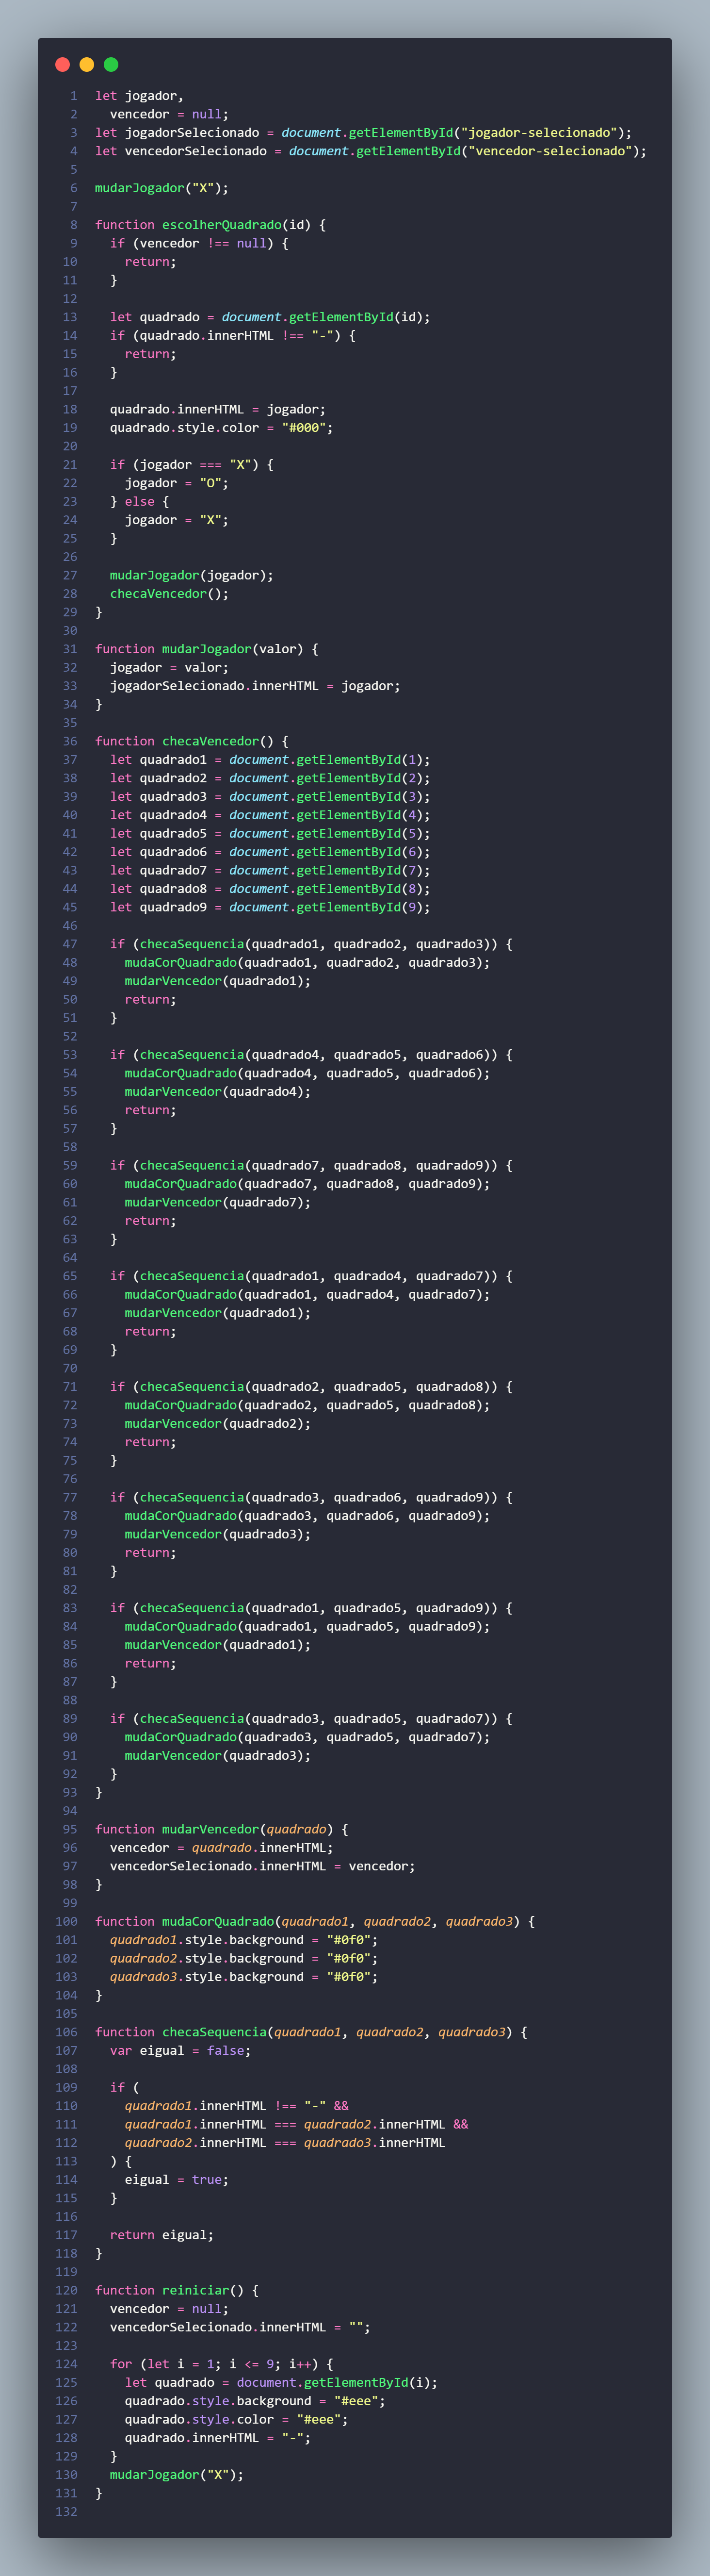 1 let jogador,
2   vencedor = null;
3 let jogadorSelecionado = document.getElementById("jogador-selecionado");
4 let vencedorSelecionado = document.getElementById("vencedor-selecionado");
5
6 mudarJogador("X");
7
8 function escolherQuadrado(id) {
9   if (vencedor !== null) {
10     return;
11   }
12
13   let quadrado = document.getElementById(id);
14   if (quadrado.innerHTML !== "-") {
15     return;
16   }
17
18   quadrado.innerHTML = jogador;
19   quadrado.style.color = "#000";
20
21   if (jogador === "X") {
22     jogador = "O";
23   } else {
24     jogador = "X";
25   }
26
27   mudarJogador(jogador);
28   checaVencedor();
29 }
30
31 function mudarJogador(valor) {
32   jogador = valor;
33   jogadorSelecionado.innerHTML = jogador;
34 }
35
36 function checaVencedor() {
37   let quadrado1 = document.getElementById(1);
38   let quadrado2 = document.getElementById(2);
39   let quadrado3 = document.getElementById(3);
40   let quadrado4 = document.getElementById(4);
41   let quadrado5 = document.getElementById(5);
42   let quadrado6 = document.getElementById(6);
43   let quadrado7 = document.getElementById(7);
44   let quadrado8 = document.getElementById(8);
45   let quadrado9 = document.getElementById(9);
46
47   if (checaSequencia(quadrado1, quadrado2, quadrado3)) {
48     mudaCorQuadrado(quadrado1, quadrado2, quadrado3);
49     mudarVencedor(quadrado1);
50     return;
51   }
52
53   if (checaSequencia(quadrado4, quadrado5, quadrado6)) {
54     mudaCorQuadrado(quadrado4, quadrado5, quadrado6);
55     mudarVencedor(quadrado4);
56     return;
57   }
58
59   if (checaSequencia(quadrado7, quadrado8, quadrado9)) {
60     mudaCorQuadrado(quadrado7, quadrado8, quadrado9);
61     mudarVencedor(quadrado7);
62     return;
63   }
64
65   if (checaSequencia(quadrado1, quadrado4, quadrado7)) {
66     mudaCorQuadrado(quadrado1, quadrado4, quadrado7);
67     mudarVencedor(quadrado1);
68     return;
69   }
70
71   if (checaSequencia(quadrado2, quadrado5, quadrado8)) {
72     mudaCorQuadrado(quadrado2, quadrado5, quadrado8);
73     mudarVencedor(quadrado2);
74     return;
75   }
76
77   if (checaSequencia(quadrado3, quadrado6, quadrado9)) {
78     mudaCorQuadrado(quadrado3, quadrado6, quadrado9);
79     mudarVencedor(quadrado3);
80     return;
81   }
82
83   if (checaSequencia(quadrado1, quadrado5, quadrado9)) {
84     mudaCorQuadrado(quadrado1, quadrado5, quadrado9);
85     mudarVencedor(quadrado1);
86     return;
87   }
88
89   if (checaSequencia(quadrado3, quadrado5, quadrado7)) {
90     mudaCorQuadrado(quadrado3, quadrado5, quadrado7);
91     mudarVencedor(quadrado3);
92   }
93 }
94
95 function mudarVencedor(quadrado) {
96   vencedor = quadrado.innerHTML;
97   vencedorSelecionado.innerHTML = vencedor;
98 }
99
100 function mudaCorQuadrado(quadrado1, quadrado2, quadrado3) {
101   quadrado1.style.background = "#0f0";
102   quadrado2.style.background = "#0f0";
103   quadrado3.style.background = "#0f0";
104 }
105
106 function checaSequencia(quadrado1, quadrado2, quadrado3) {
107   var eigual = false;
108
109   if (
110     quadrado1.innerHTML !== "-" &&
111     quadrado1.innerHTML === quadrado2.innerHTML &&
112     quadrado2.innerHTML === quadrado3.innerHTML
113   ) {
114     eigual = true;
115   }
116
117   return eigual;
118 }
119
120 function reiniciar() {
121   vencedor = null;
122   vencedorSelecionado.innerHTML = "";
123
124   for (let i = 1; i <= 9; i++) {
125     let quadrado = document.getElementById(i);
126     quadrado.style.background = "#eee";
127     quadrado.style.color = "#eee";
128     quadrado.innerHTML = "-";
129   }
130   mudarJogador("X");
131 }
132